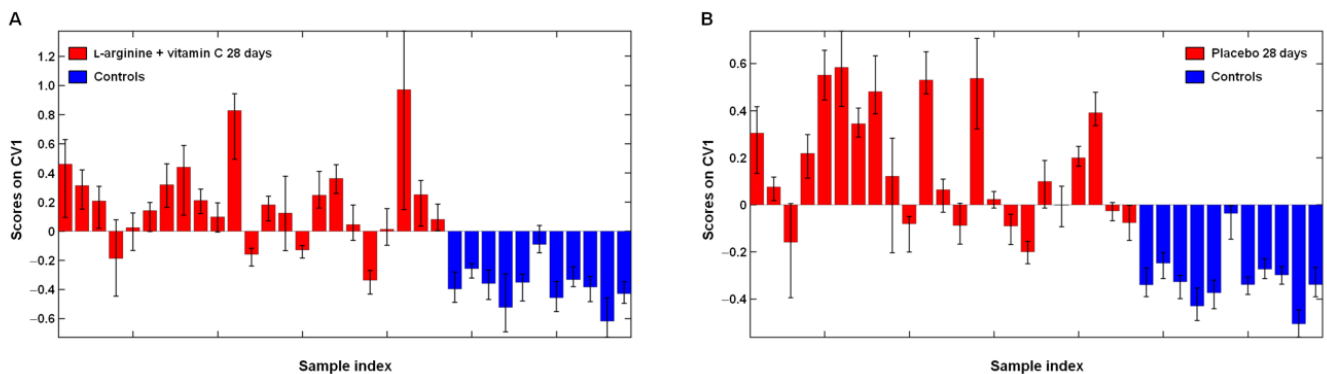 A
ʟ-arginine + vitamin C 28 days
Controls
Scores on CV1
1.2
1.0
0.8
0.6
0.4
0.2
0
−0.2
−0.4
−0.6
Sample index
B
Placebo 28 days
Controls
Scores on CV1
0.6
0.4
0.2
0
−0.2
−0.4
Sample index